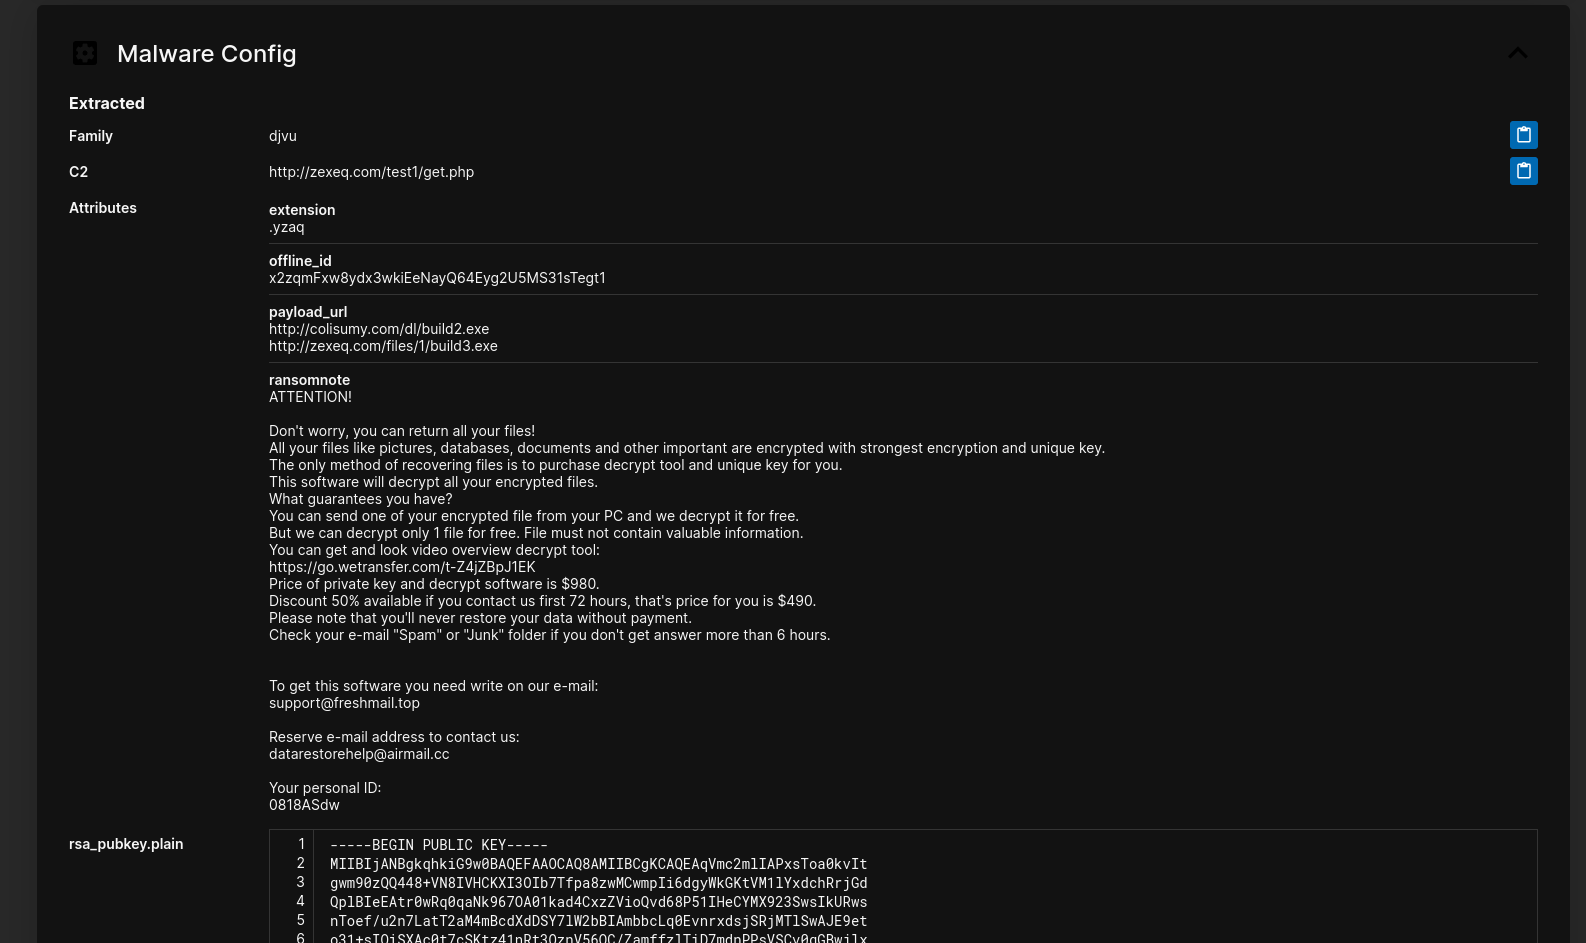 Malware Config
Extracted
Family djvu
C2 http://zexeq.com/test1/get.php
Attributes
extension
.yzaq
offline_id
x2zqmFxw8ydx3wkiEeNayQ64Eyg2U5MS31sTegt1
payload_url
http://colisumy.com/dl/build2.exe
http://zexeq.com/files/1/build3.exe
ransomnote
ATTENTION!
Don't worry, you can return all your files!
All your files like pictures, databases, documents and other important are encrypted with strongest encryption and unique key.
The only method of recovering files is to purchase decrypt tool and unique key for you.
This software will decrypt all your encrypted files.
What guarantees you have?
You can send one of your encrypted file from your PC and we decrypt it for free.
But we can decrypt only 1 file for free. File must not contain valuable information.
You can get and look video overview decrypt tool:
https://go.wetransfer.com/t-Z4jZBpJ1EK
Price of private key and decrypt software is $980.
Discount 50% available if you contact us first 72 hours, that's price for you is $490.
Please note that you'll never restore your data without payment.
Check your e-mail "Spam" or "Junk" folder if you don't get answer more than 6 hours.
To get this software you need write on our e-mail:
support@freshmail.top
Reserve e-mail address to contact us:
datarestorehelp@airmail.cc
Your personal ID:
0818ASdw
rsa_pubkey.plain
1 -----BEGIN PUBLIC KEY-----
2 MIIBIjANBgkqhkiG9w0BAQEFAAOCAQ8AMIIBCgKCAQEAqVmc2mlIAPxsToa0kvIt
3 gwm90zQQ448+VN8IVHCKXI3OIb7Tfpa8zwMCwmpIi6dgyWkGKtVM1lYxdchRrjGd
4 QplBIeEAtr0wRq0qaNk967OA01kad4CxzZVioQvd68P51IHeCYMX923SwsIkURws
5 nToef/u2n7LatT2aM4mBcdXdDSY7lW2bBIAmbbcLq0EvnrxdsjSRjMTlSwAJE9et
6